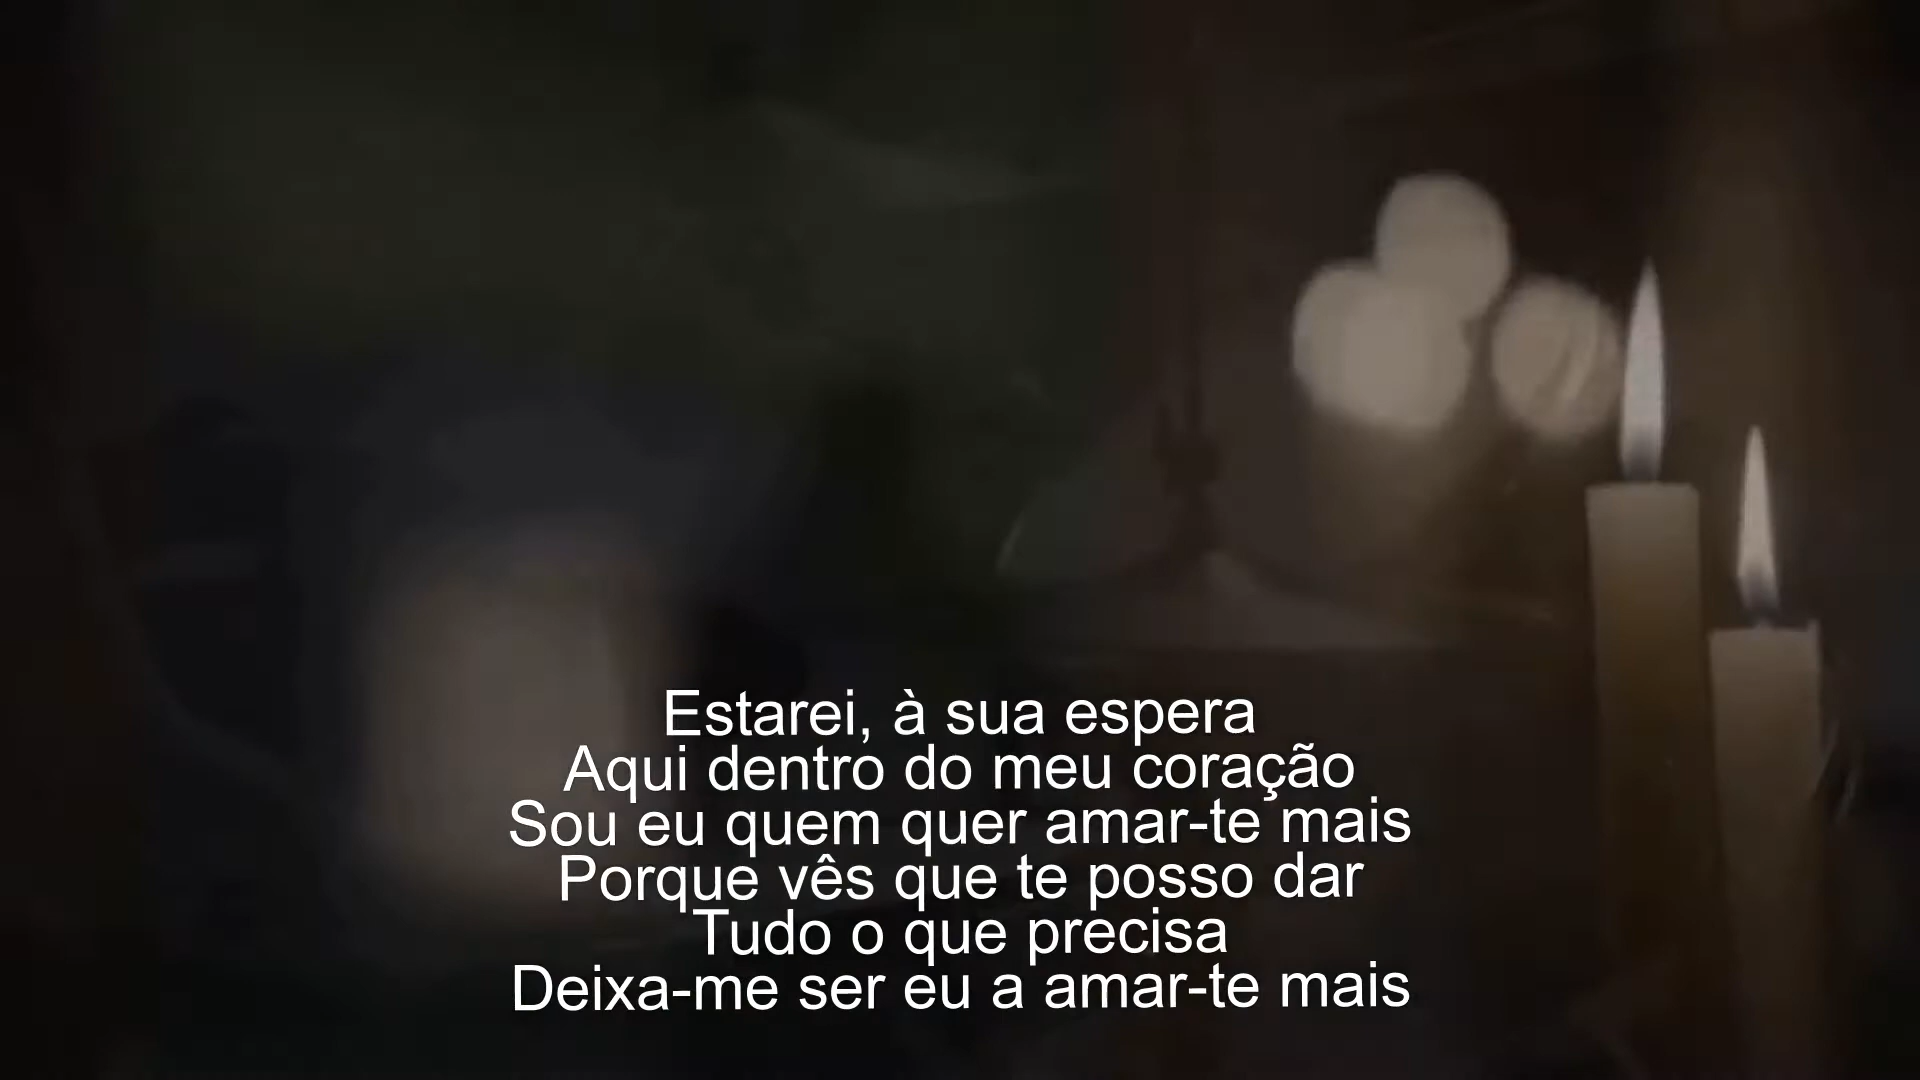 Estarei, à sua espera
Aqui dentro do meu coração
Sou eu quem quer amar-te mais
Porque vês que te posso dar
Tudo o que precisa
Deixa-me ser eu a amar-te mais